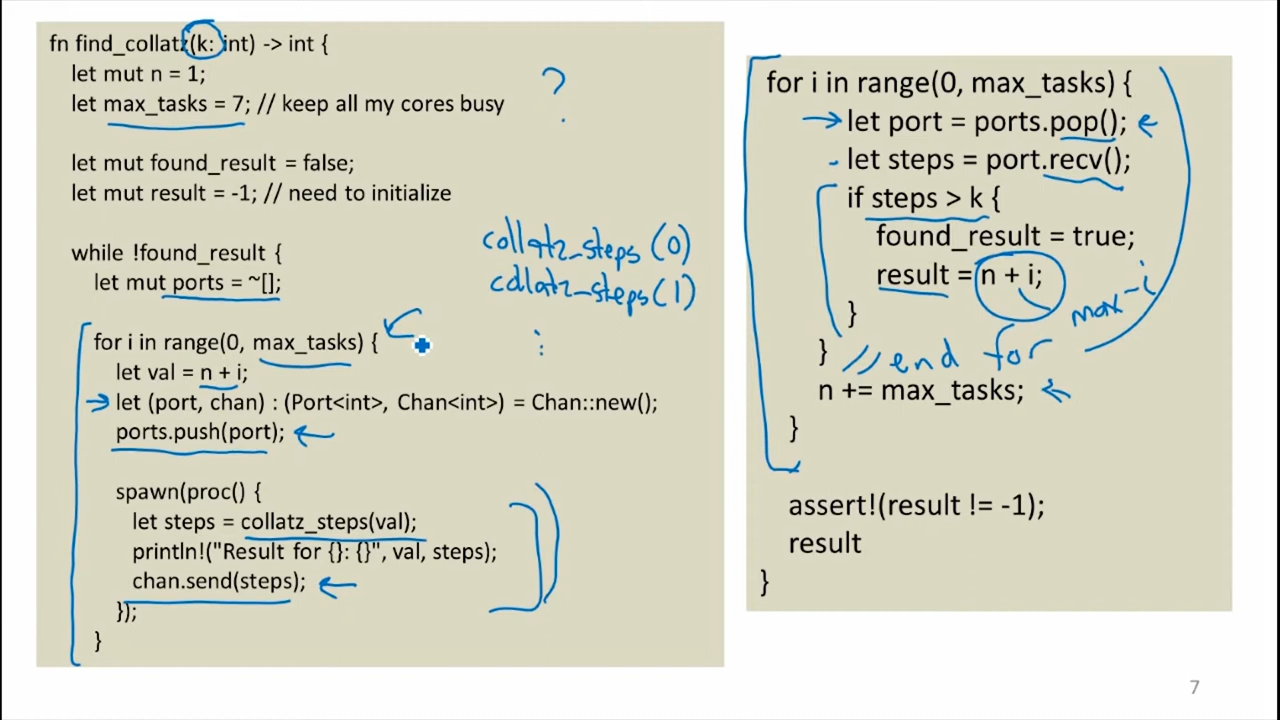 fn find_collatz(k: int) -> int {
let mut n = 1;
let max_tasks = 7; // keep all my cores busy
?
let mut found_result = false;
let mut result = -1; // need to initialize
while !found_result {
let mut ports = ~[];
collatz_steps (0)
collatz_steps (1)
⋮
for i in range(0, max_tasks) {
let val = n + i;
let (port, chan) : (Port<int>, Chan<int>) = Chan::new();
ports.push(port);
spawn(proc() {
let steps = collatz_steps(val);
println!("Result for {}: {}", val, steps);
chan.send(steps);
});
}
for i in range(0, max_tasks) {
let port = ports.pop();
let steps = port.recv();
if steps > k {
found_result = true;
result = n + i;
max - i
}
} // end for
n += max_tasks;
}
assert!(result != -1);
result
}
7